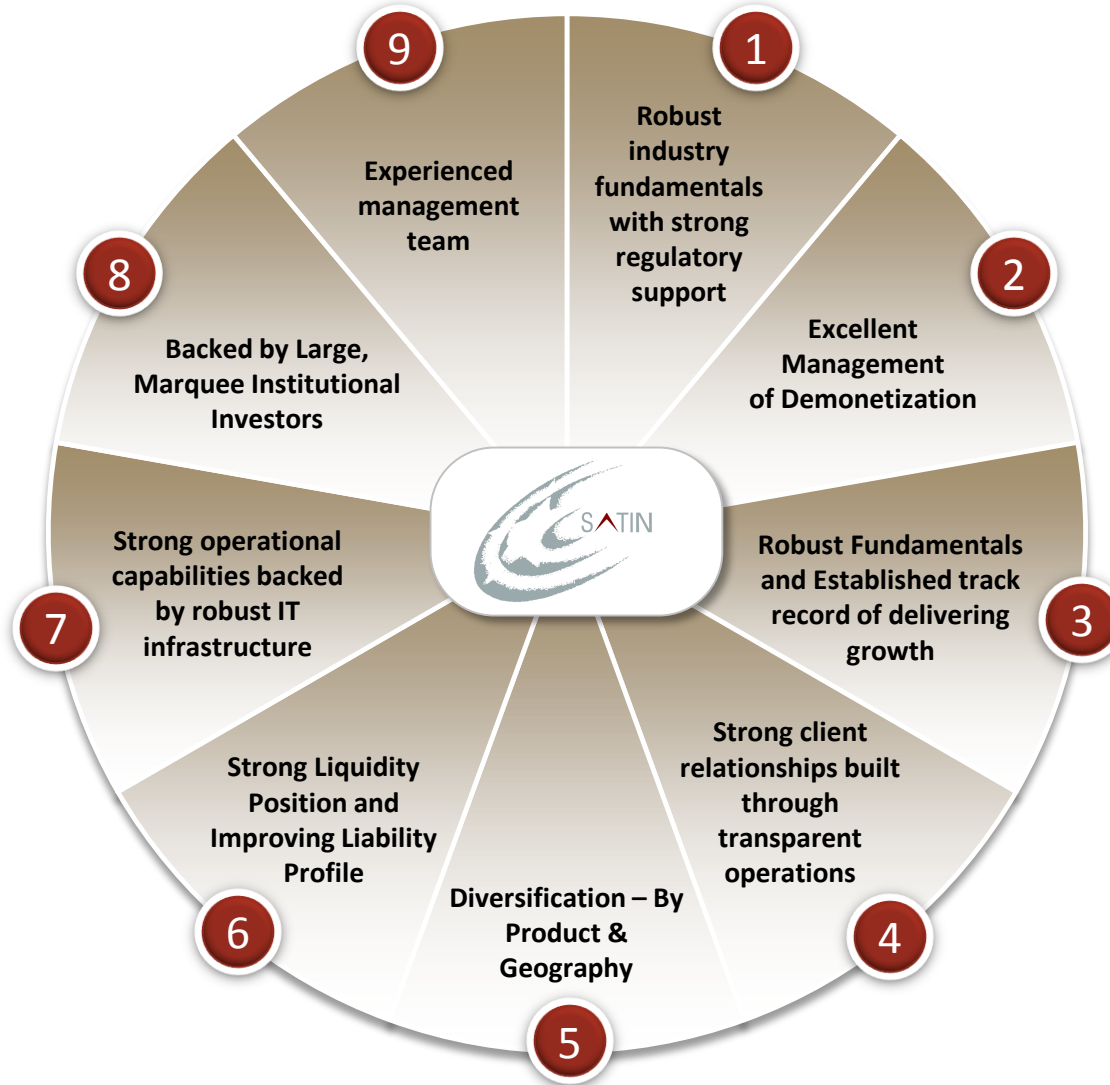 1
Robust
industry
fundamentals
with strong
regulatory
support
2
Excellent
Management
of Demonetization
3
Robust Fundamentals
and Established track
record of delivering
growth
4
Strong client
relationships built
through
transparent
operations
5
Diversification – By
Product &
Geography
6
Strong Liquidity
Position and
Improving Liability
Profile
7
Strong operational
capabilities backed
by robust IT
infrastructure
8
Backed by Large,
Marquee Institutional
Investors
9
Experienced
management
team
SATIN